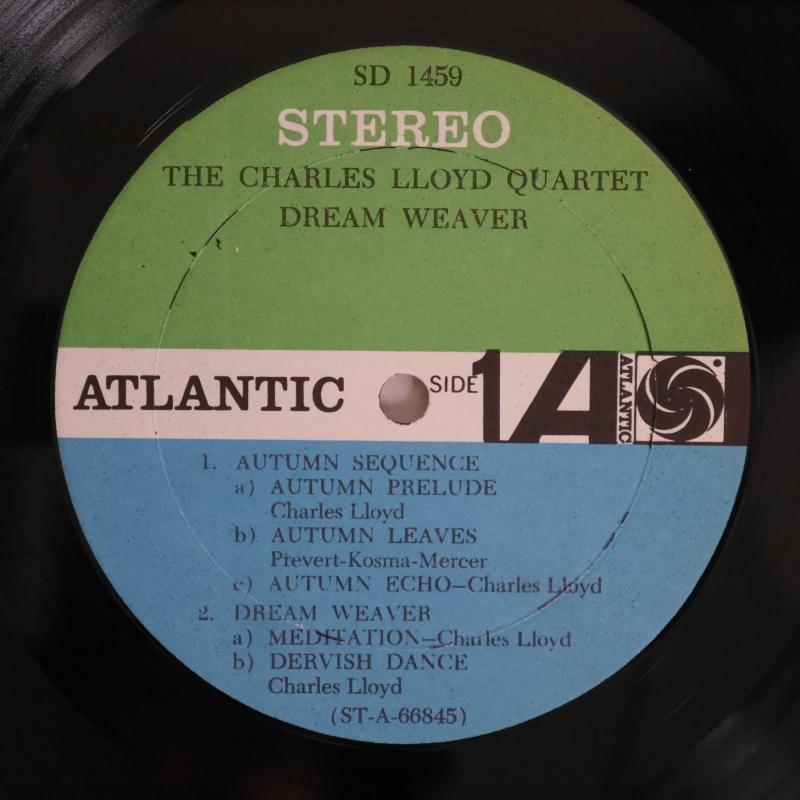 SD 1459
STEREO
THE CHARLES LLOYD QUARTET
DREAM WEAVER
ATLANTIC SIDE 1 A ATLANTIC
1. AUTUMN SEQUENCE
a) AUTUMN PRELUDE
Charles Lloyd
b) AUTUMN LEAVES
Prevert-Kosma-Mercer
c) AUTUMN ECHO—Charles Lloyd
2. DREAM WEAVER
a) MEDITATION—Charles Lloyd
b) DERVISH DANCE
Charles Lloyd
(ST-A-66845)